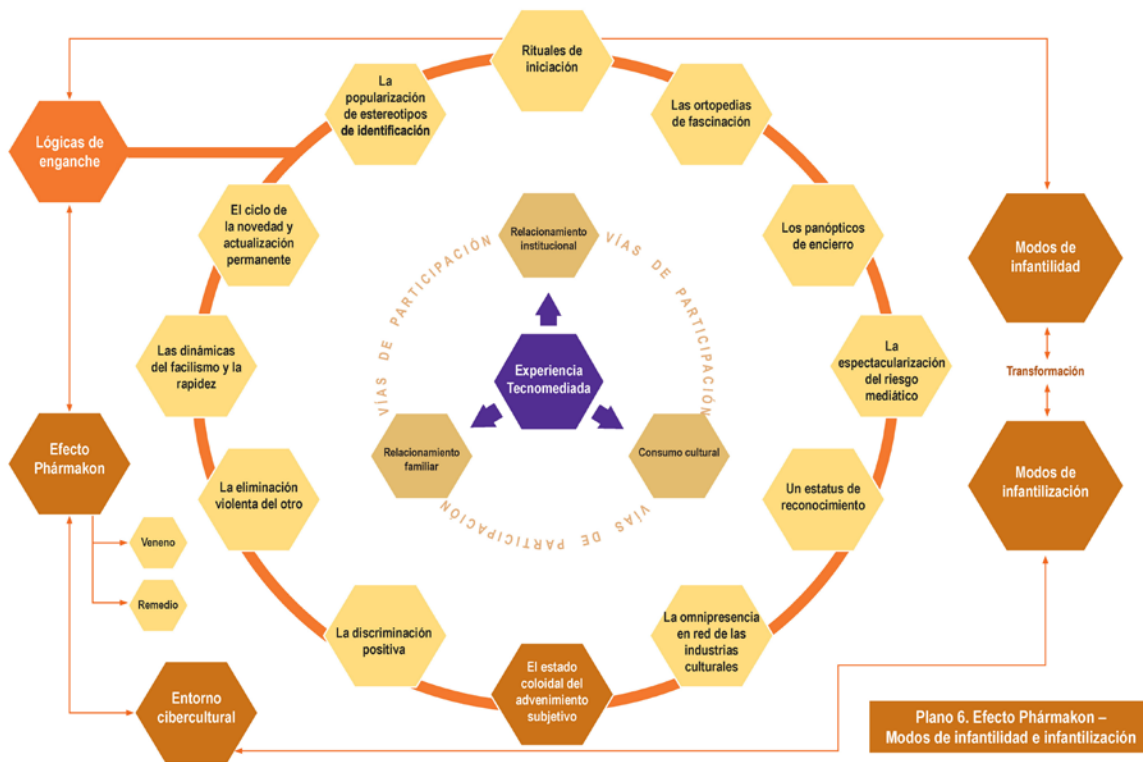 Rituales de
iniciación
La
popularización
de estereotipos
de identificación
Las ortopedias
de fascinación
Lógicas de
enganche
El ciclo de
la novedad y
actualización
permanente
Relacionamiento
institucional
Los panópticos
de encierro
Modos de
infantilidad
VÍAS DE PARTICIPACIÓN
VÍAS DE PARTICIPACIÓN
Las dinámicas
del facilismo y la
rapidez
Experiencia
Tecnomediada
La
espectacularización
del riesgo
mediático
Transformación
Efecto
Phármakon
Relacionamiento
familiar
Consumo cultural
Modos de
infantilización
La eliminación
violenta del otro
Un estatus de
reconocimiento
VÍAS DE PARTICIPACIÓN
Veneno
Remedio
La discriminación
positiva
La omnipresencia
en red de las
industrias
culturales
El estado
coloidal del
advenimiento
subjetivo
Entorno
cibercultural
Plano 6. Efecto Phármakon –
Modos de infantilidad e infantilización